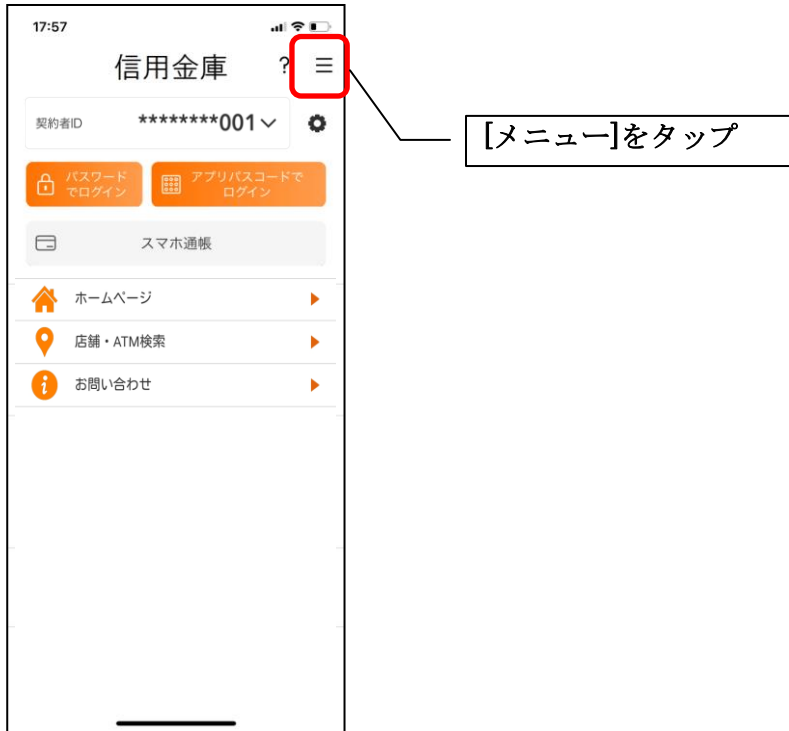 17:57
信用金庫 ?
契約者ID ********001
[メニュー]をタップ
パスワード
でログイン
アプリパスコードで
ログイン
スマホ通帳
ホームページ
店舗・ATM検索
お問い合わせ